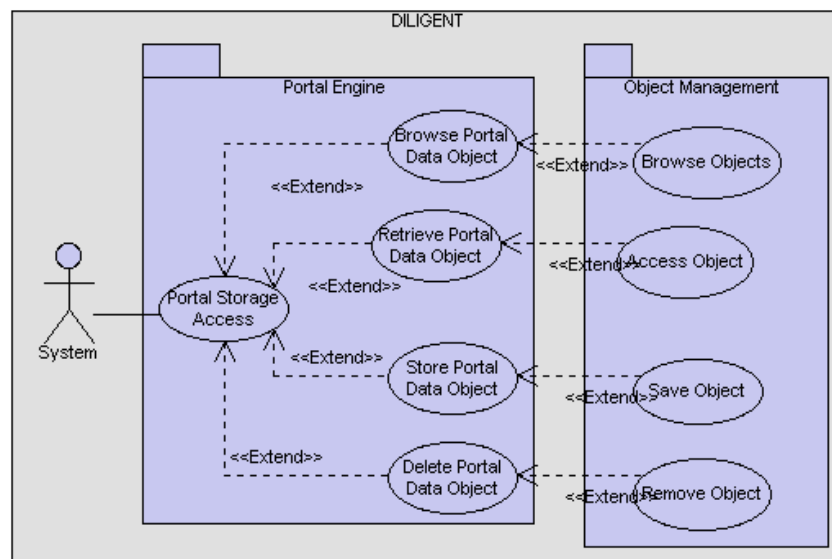 DILIGENT
Portal Engine
Object Management
Browse Portal
Data Object
<<Extend>>
Browse Objects
<<Extend>>
Retrieve Portal
Data Object
<<Extend>>
Access Object
<<Extend>>
Portal Storage
Access
System
<<Extend>>
Store Portal
Data Object
<<Extend>>
Save Object
<<Extend>>
Delete Portal
Data Object
<<Extend>>
Remove Object